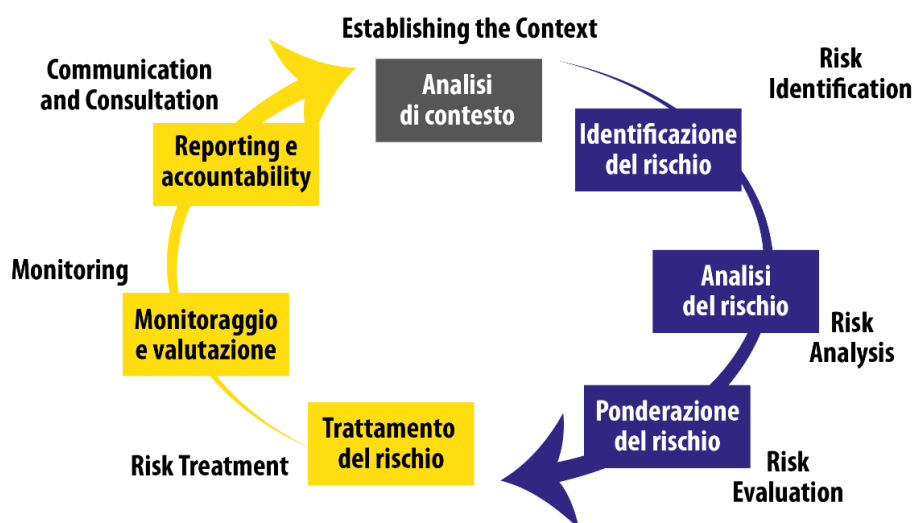 Establishing the Context
Analisi
di contesto
Risk
Identification
Identificazione
del rischio
Analisi
del rischio
Risk
Analysis
Ponderazione
del rischio
Risk
Evaluation
Trattamento
del rischio
Risk Treatment
Monitoraggio
e valutazione
Monitoring
Reporting e
accountability
Communication
and Consultation